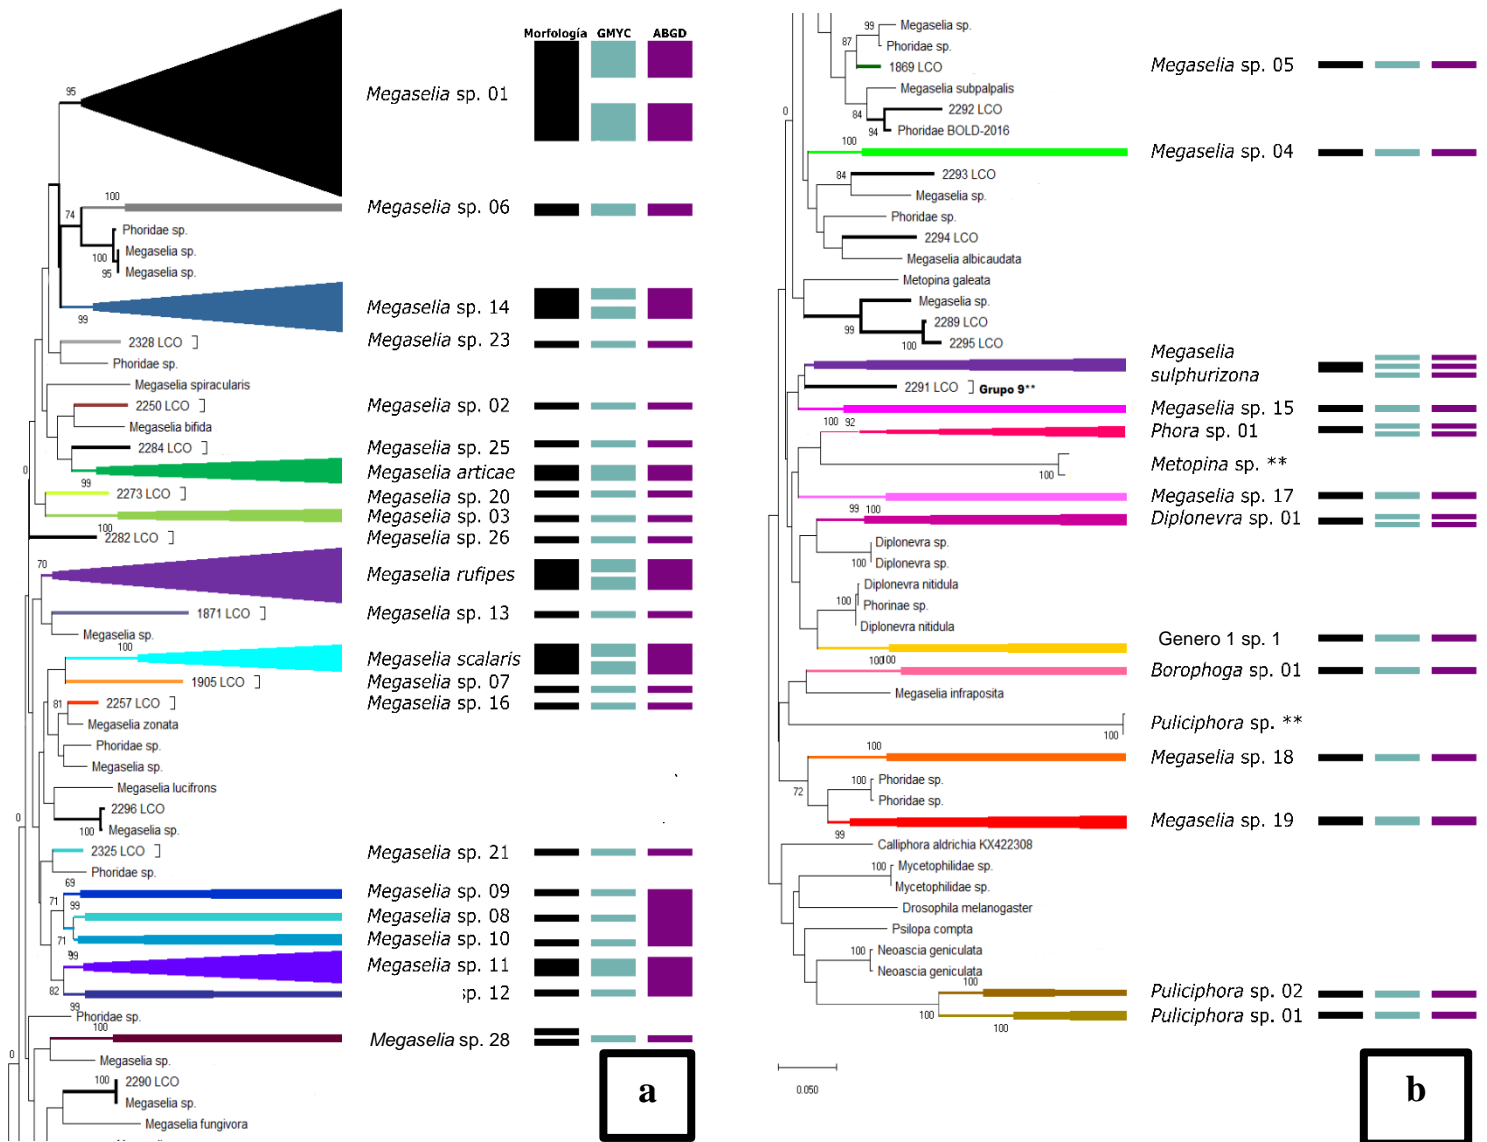 Morfología GMYC ABGD
95
Megaselia sp. 01
100
Megaselia sp. 06
74
Phoridae sp.
Megaselia sp.
100
95
Megaselia sp.
Megaselia sp. 14
99
2328 LCO
Megaselia sp. 23
Phoridae sp.
Megaselia spiracularis
2250 LCO
Megaselia sp. 02
Megaselia bifida
2284 LCO
Megaselia sp. 25
0
Megaselia articae
99
2273 LCO
Megaselia sp. 20
Megaselia sp. 03
100
2282 LCO
Megaselia sp. 26
70
Megaselia rufipes
1871 LCO
Megaselia sp. 13
Megaselia sp.
100
Megaselia scalaris
1905 LCO
Megaselia sp. 07
81
2257 LCO
Megaselia sp. 16
Megaselia zonata
Phoridae sp.
Megaselia sp.
Megaselia lucifrons
2296 LCO
0
100
Megaselia sp.
2325 LCO
Megaselia sp. 21
Phoridae sp.
69
Megaselia sp. 09
71
99
Megaselia sp. 08
71
Megaselia sp. 10
99
Megaselia sp. 11
82
sp. 12
99
Phoridae sp.
100
Megaselia sp. 28
0
Megaselia sp.
100
2290 LCO
Megaselia sp.
Megaselia fungivora
a
99
Megaselia sp.
87
Phoridae sp.
1869 LCO
Megaselia sp. 05
Megaselia subpalpalis
0
84
2292 LCO
94
Phoridae BOLD-2016
100
Megaselia sp. 04
84
2293 LCO
Megaselia sp.
Phoridae sp.
2294 LCO
Megaselia albicaudata
Metopina galeata
Megaselia sp.
99
2289 LCO
100
2295 LCO
Megaselia
sulphurizona
2291 LCO
Grupo 9**
Megaselia sp. 15
100 92
Phora sp. 01
Metopina sp. **
100
Megaselia sp. 17
99 100
Diplonevra sp. 01
Diplonevra sp.
100
Diplonevra sp.
Diplonevra nitidula
100
Phorinae sp.
Diplonevra nitidula
Genero 1 sp. 1
100 100
Borophoga sp. 01
Megaselia infraposita
Puliciphora sp. **
100
100
Megaselia sp. 18
72
100
Phoridae sp.
Phoridae sp.
Megaselia sp. 19
99
Calliphora aldrichia KX422308
100
Mycetophilidae sp.
Mycetophilidae sp.
Drosophila melanogaster
Psilopa compta
Neoascia geniculata
100
Neoascia geniculata
100
Puliciphora sp. 02
100
Puliciphora sp. 01
100
0.050
b